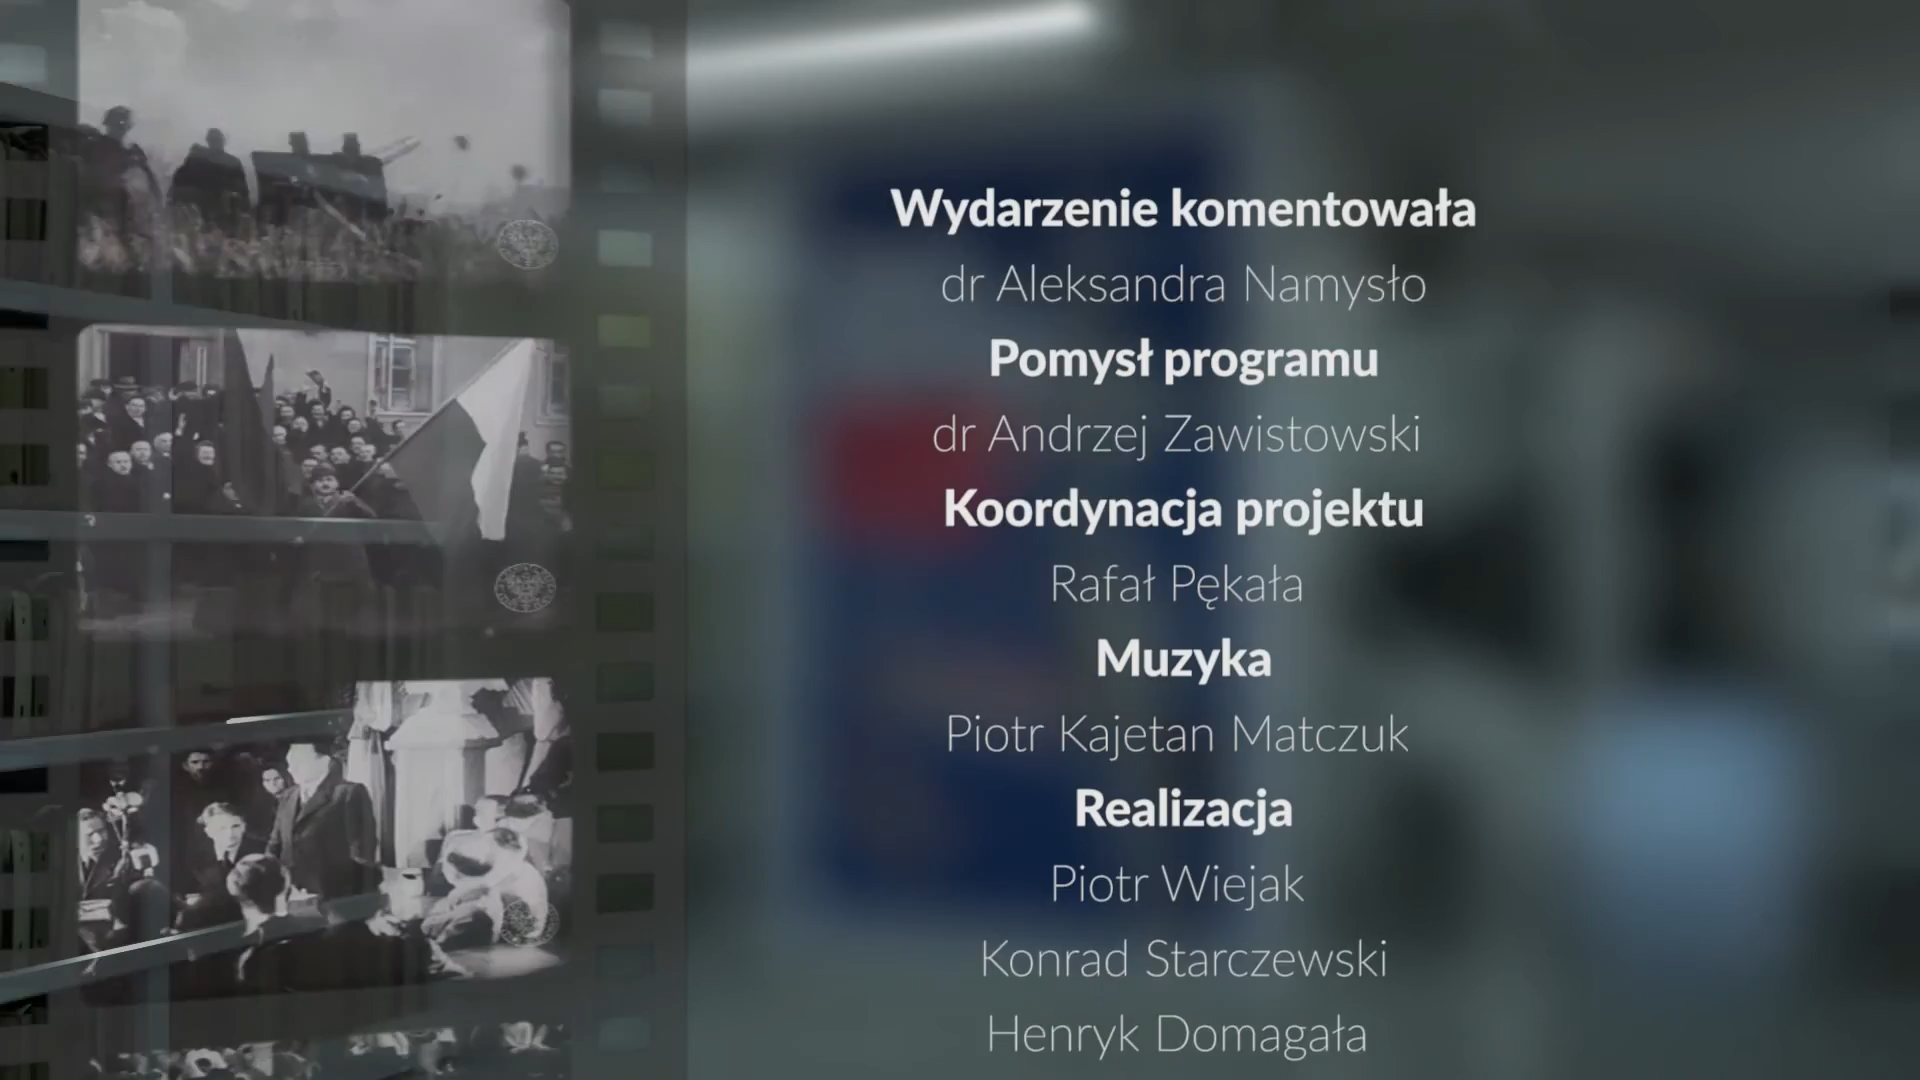 Wydarzenie komentowała
dr Aleksandra Namysło
Pomysł programu
dr Andrzej Zawistowski
Koordynacja projektu
Rafał Pękała
Muzyka
Piotr Kajetan Matczuk
Realizacja
Piotr Wiejak
Konrad Starczewski
Henryk Domagała